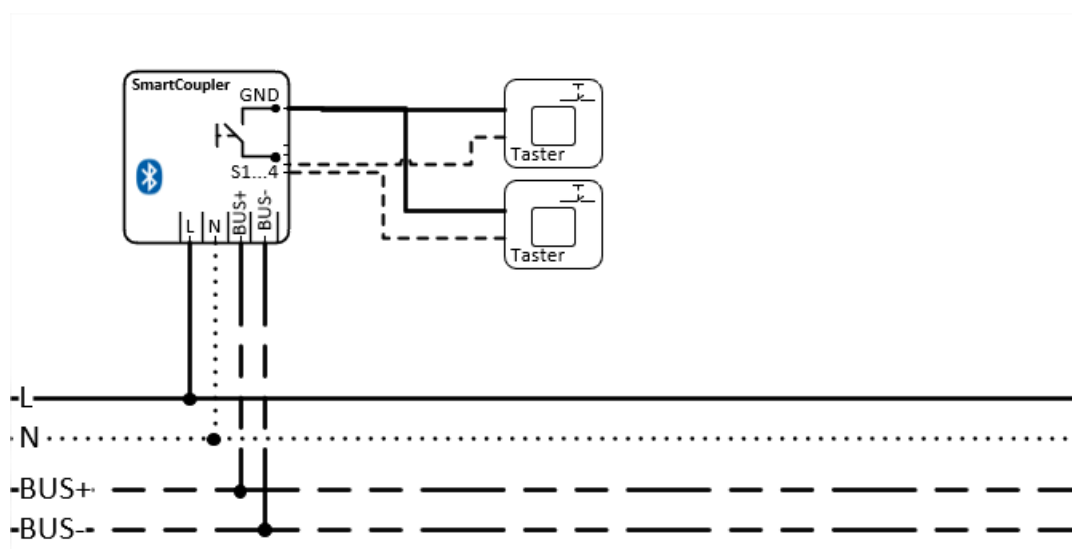 SmartCoupler
GND
S1...4
L
N
BUS+
BUS-
Taster
Taster
L
N
BUS+
BUS-